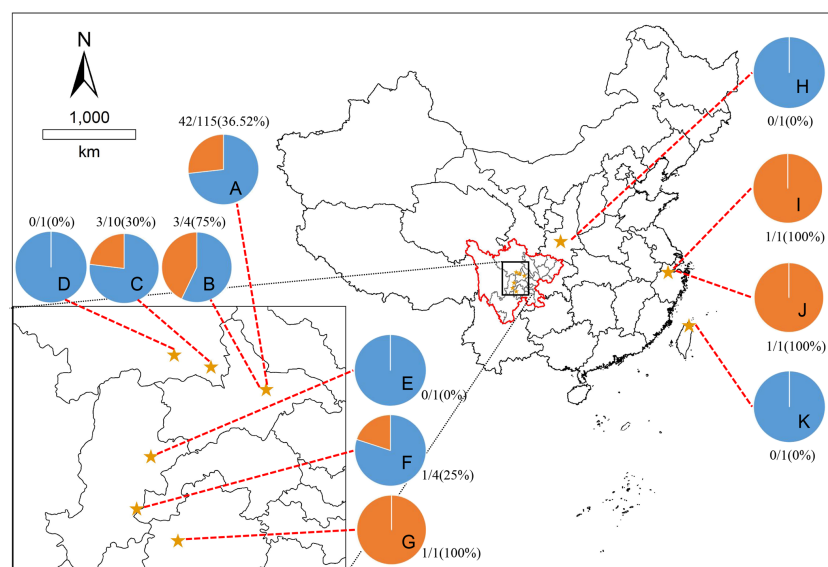 N
1,000
km
42/115(36.52%)
A
0/1(0%)
3/10(30%)
3/4(75%)
D
C
B
E
0/1(0%)
F
1/4(25%)
G
1/1(100%)
H
0/1(0%)
I
1/1(100%)
J
1/1(100%)
K
0/1(0%)